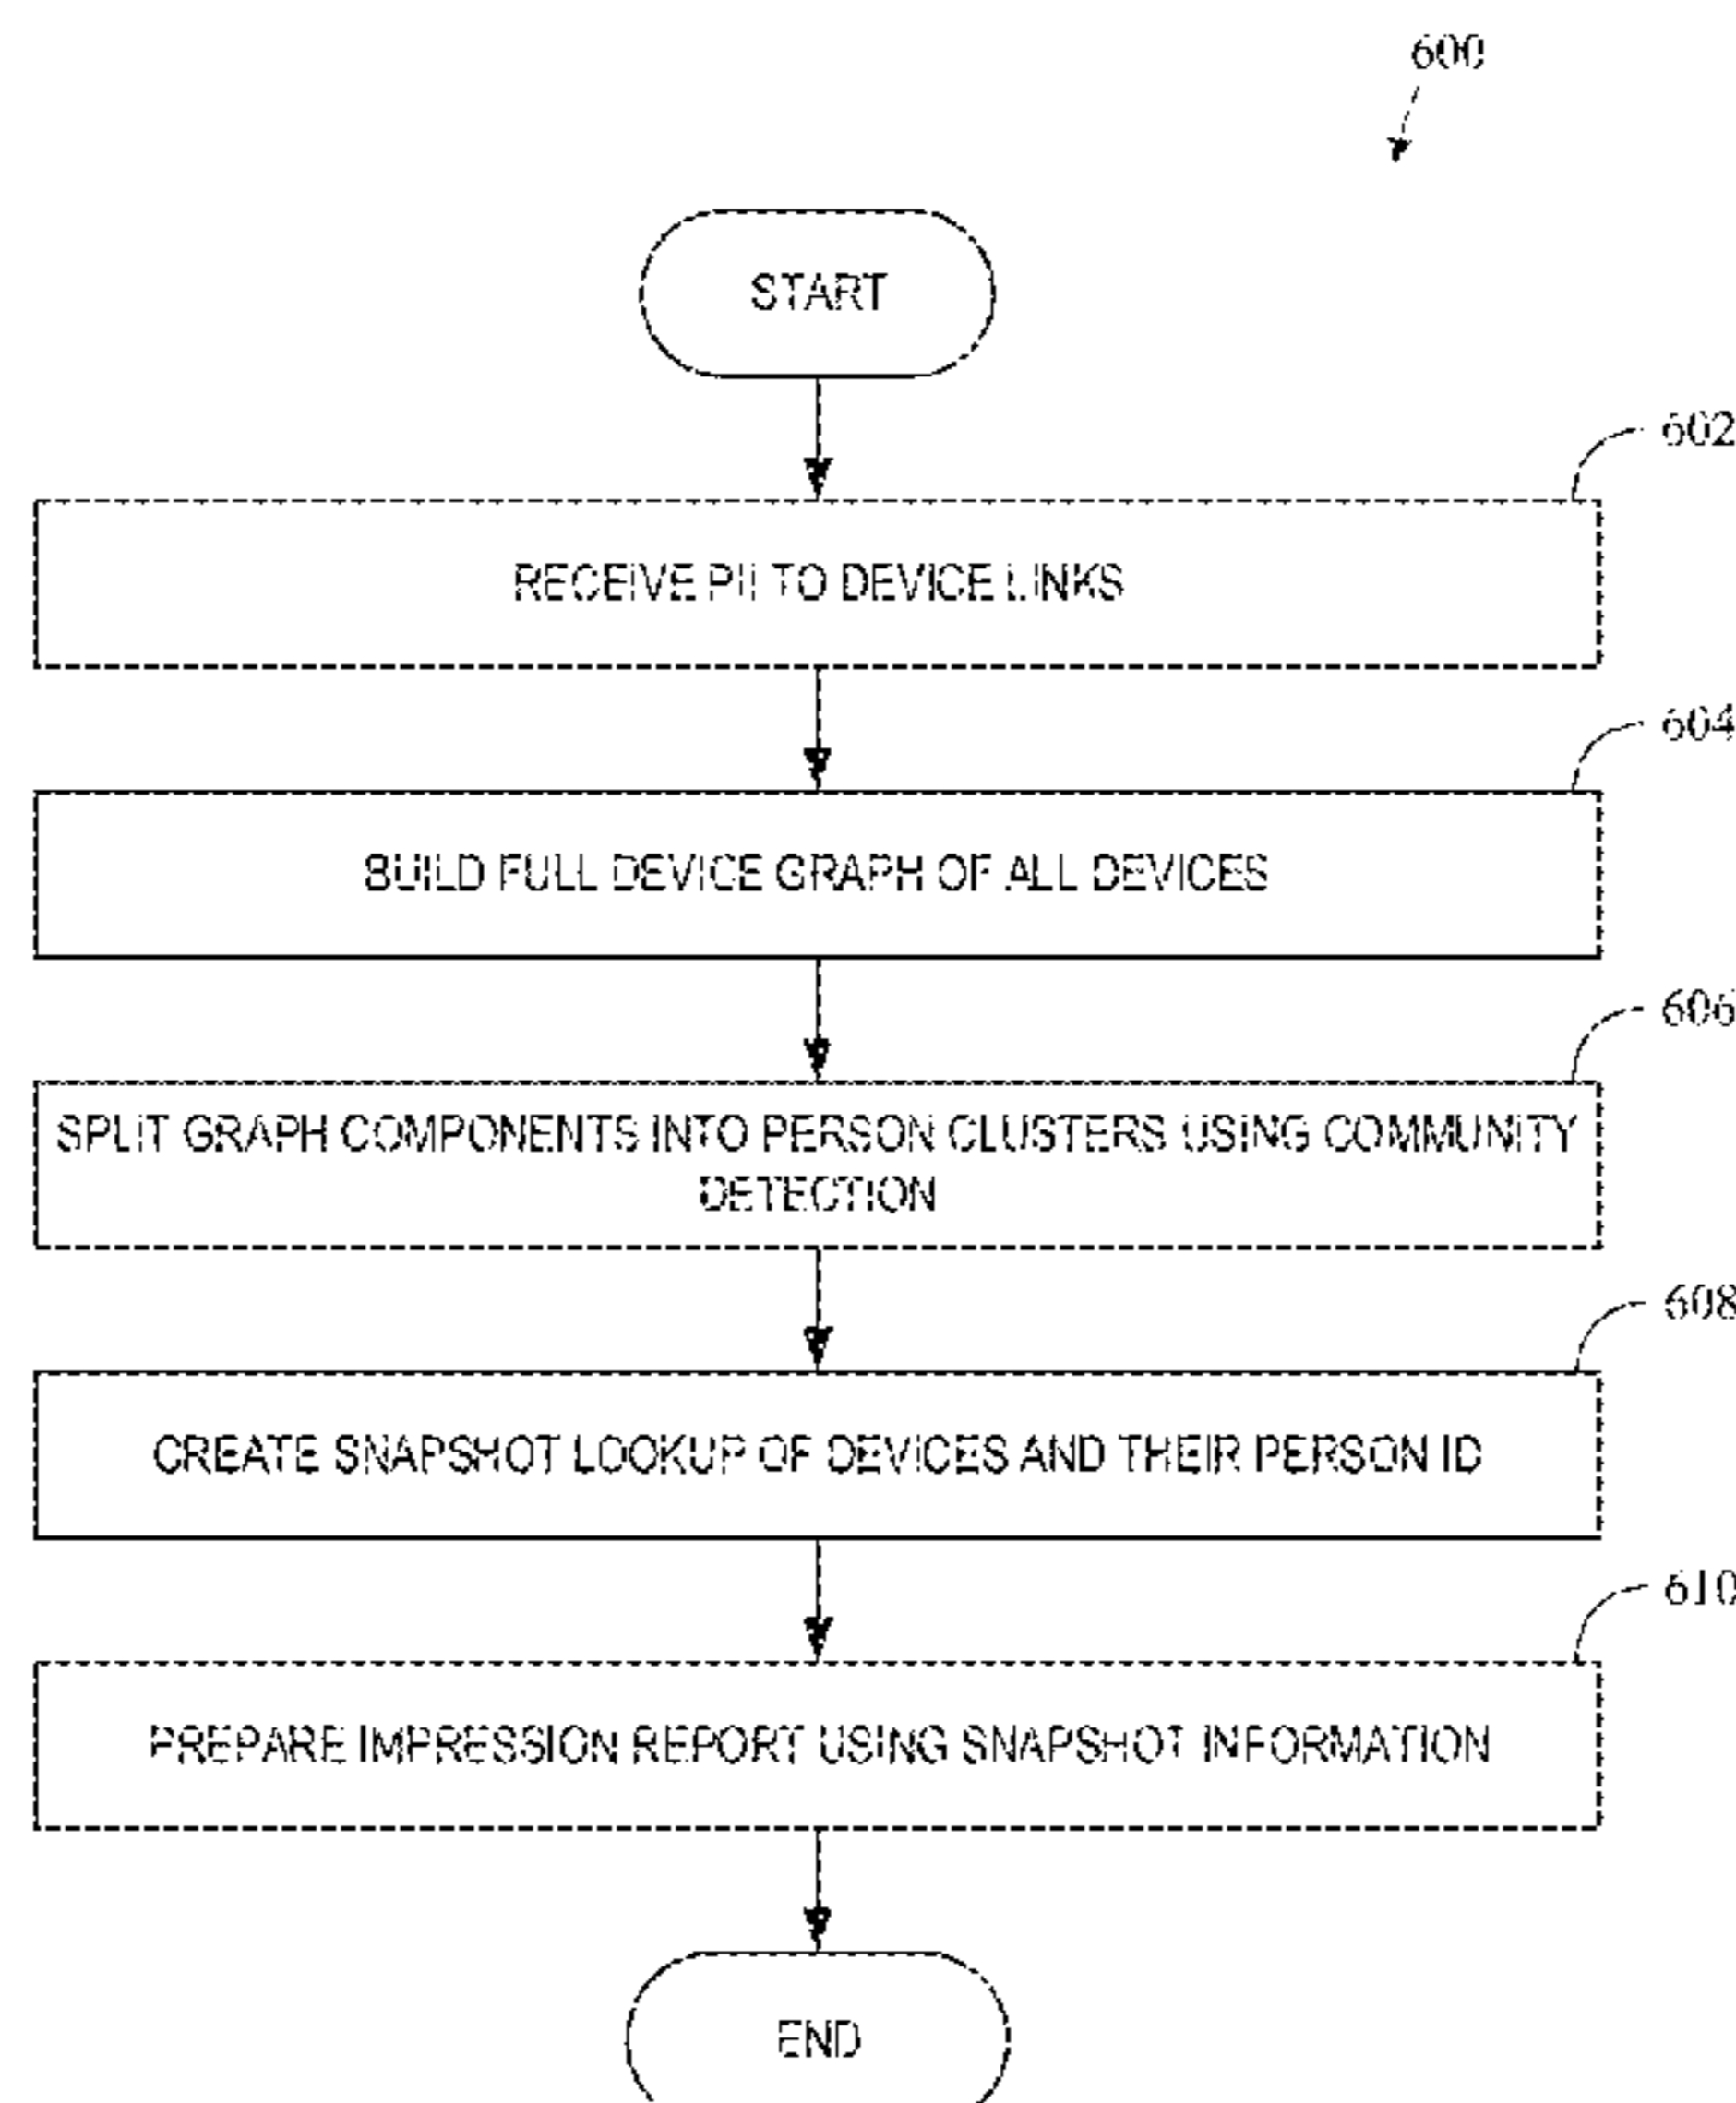 600
START
602
RECEIVE PII TO DEVICE LINKS
604
BUILD FULL DEVICE GRAPH OF ALL DEVICES
606
SPLIT GRAPH COMPONENTS INTO PERSON CLUSTERS USING COMMUNITY
DETECTION
608
CREATE SNAPSHOT LOOKUP OF DEVICES AND THEIR PERSON ID
610
PREPARE IMPRESSION REPORT USING SNAPSHOT INFORMATION
END